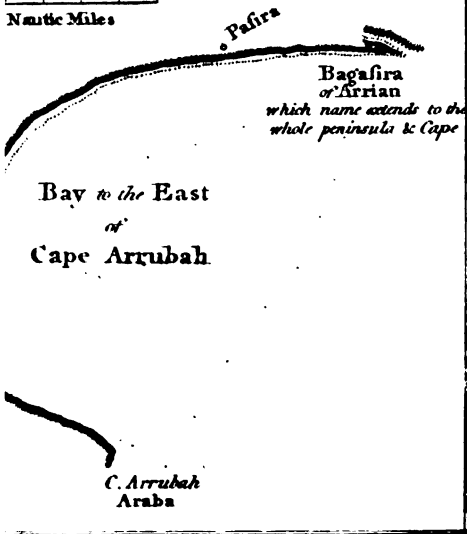 Nautic Miles
Paſira
Bagaſira
of Arrian
which name extends to the
whole peninsula & Cape
Bay to the East
of
Cape Arrubah
C. Arrubah
Araba